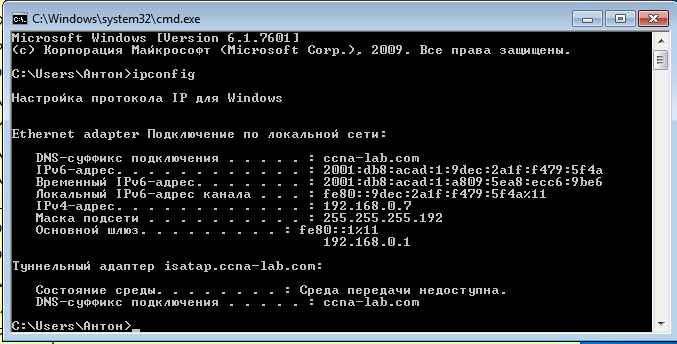 C:\Windows\system32\cmd.exe
Microsoft Windows [Version 6.1.7601]
(c) Корпорация Майкрософт (Microsoft Corp.), 2009. Все права защищены.
C:\Users\Антон>ipconfig
Настройка протокола IP для Windows
Ethernet adapter Подключение по локальной сети:
DNS-суффикс подключения . . . . . : ccna-lab.com
IPv6-адрес. . . . . . . . . . . . : 2001:db8:acad:1:9dec:2a1f:f479:5f4a
Временный IPv6-адрес. . . . . . . : 2001:db8:acad:1:a809:5ea8:ecc6:9be6
Локальный IPv6-адрес канала . . . : fe80::9dec:2a1f:f479:5f4a%11
IPv4-адрес. . . . . . . . . . . . : 192.168.0.7
Маска подсети . . . . . . . . . . : 255.255.255.192
Основной шлюз. . . . . . . . . : fe80::1%11
192.168.0.1
Туннельный адаптер isatap.ccna-lab.com:
Состояние среды. . . . . . . . : Среда передачи недоступна.
DNS-суффикс подключения . . . . . : ccna-lab.com
C:\Users\Антон>_